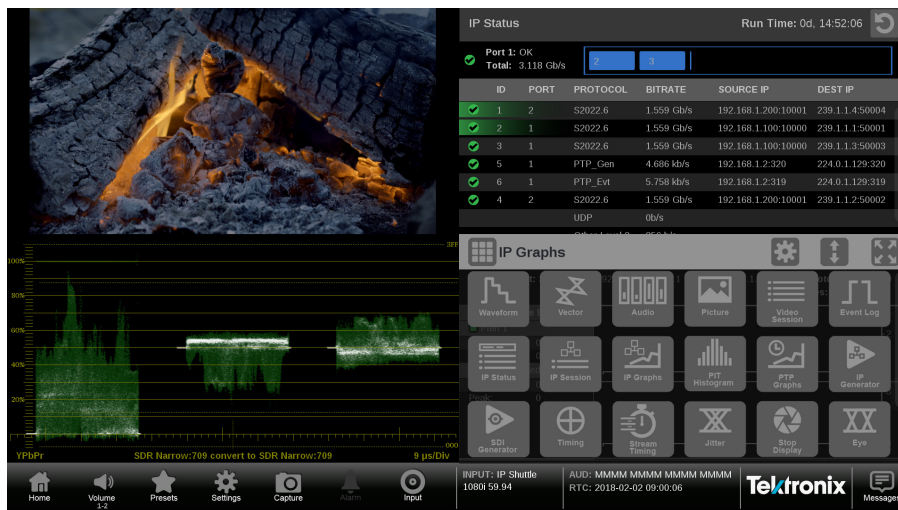 IP Status
Run Time: 0d, 14:52:06
Port 1: OK
Total: 3.118 Gb/s
2
3
ID PORT PROTOCOL BITRATE SOURCE IP DEST IP
1 2 S2022.6 1.559 Gb/s 192.168.1.200:10001 239.1.1.4:50004
2 1 S2022.6 1.559 Gb/s 192.168.1.100:10000 239.1.1.1:50001
3 1 S2022.6 1.559 Gb/s 192.168.1.100:10000 239.1.1.3:50003
5 1 PTP_Gen 4.686 kb/s 192.168.1.2:320 224.0.1.129:320
6 1 PTP_Evt 5.758 kb/s 192.168.1.2:319 224.0.1.129:319
4 2 S2022.6 1.559 Gb/s 192.168.1.200:10001 239.1.1.2:50002
UDP 0b/s
3FF
100%
80%
60%
40%
20%
000
YPbPr SDR Narrow:709 convert to SDR Narrow:709 9 µs/Div
IP Graphs
Waveform Vector Audio Picture Video Session Event Log
IP Status IP Session IP Graphs PIT Histogram PTP Graphs IP Generator
Peak: 0
SDI Generator Timing Stream Timing Jitter Stop Display Eye
Home Volume Presets Settings Capture Alarm Input
1-2
INPUT: IP Shuttle
1080i 59.94
AUD: MMMM MMMM MMMM MMMM
RTC: 2018-02-02 09:00:06
Tektronix
Messages